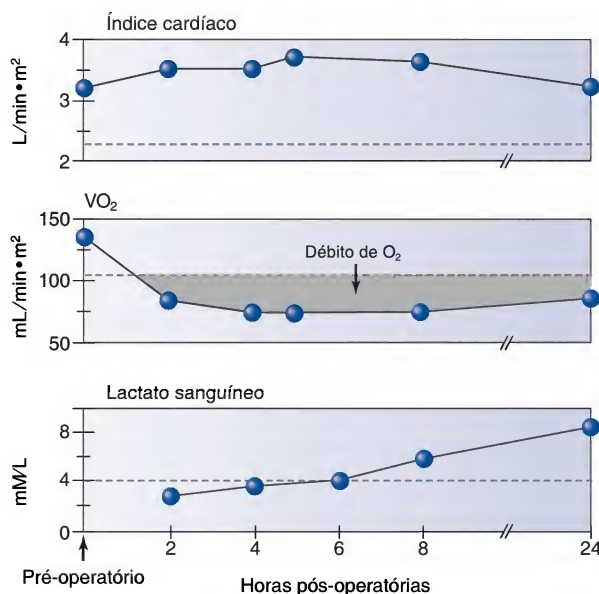 Índice cardíaco
4
3
2
L/min•m²
VO₂
150
100
50
mL/min•m²
Débito de O₂
Lactato sanguíneo
8
4
0
mM/L
2 4 6 8 24
Pré-operatório
Horas pós-operatórias